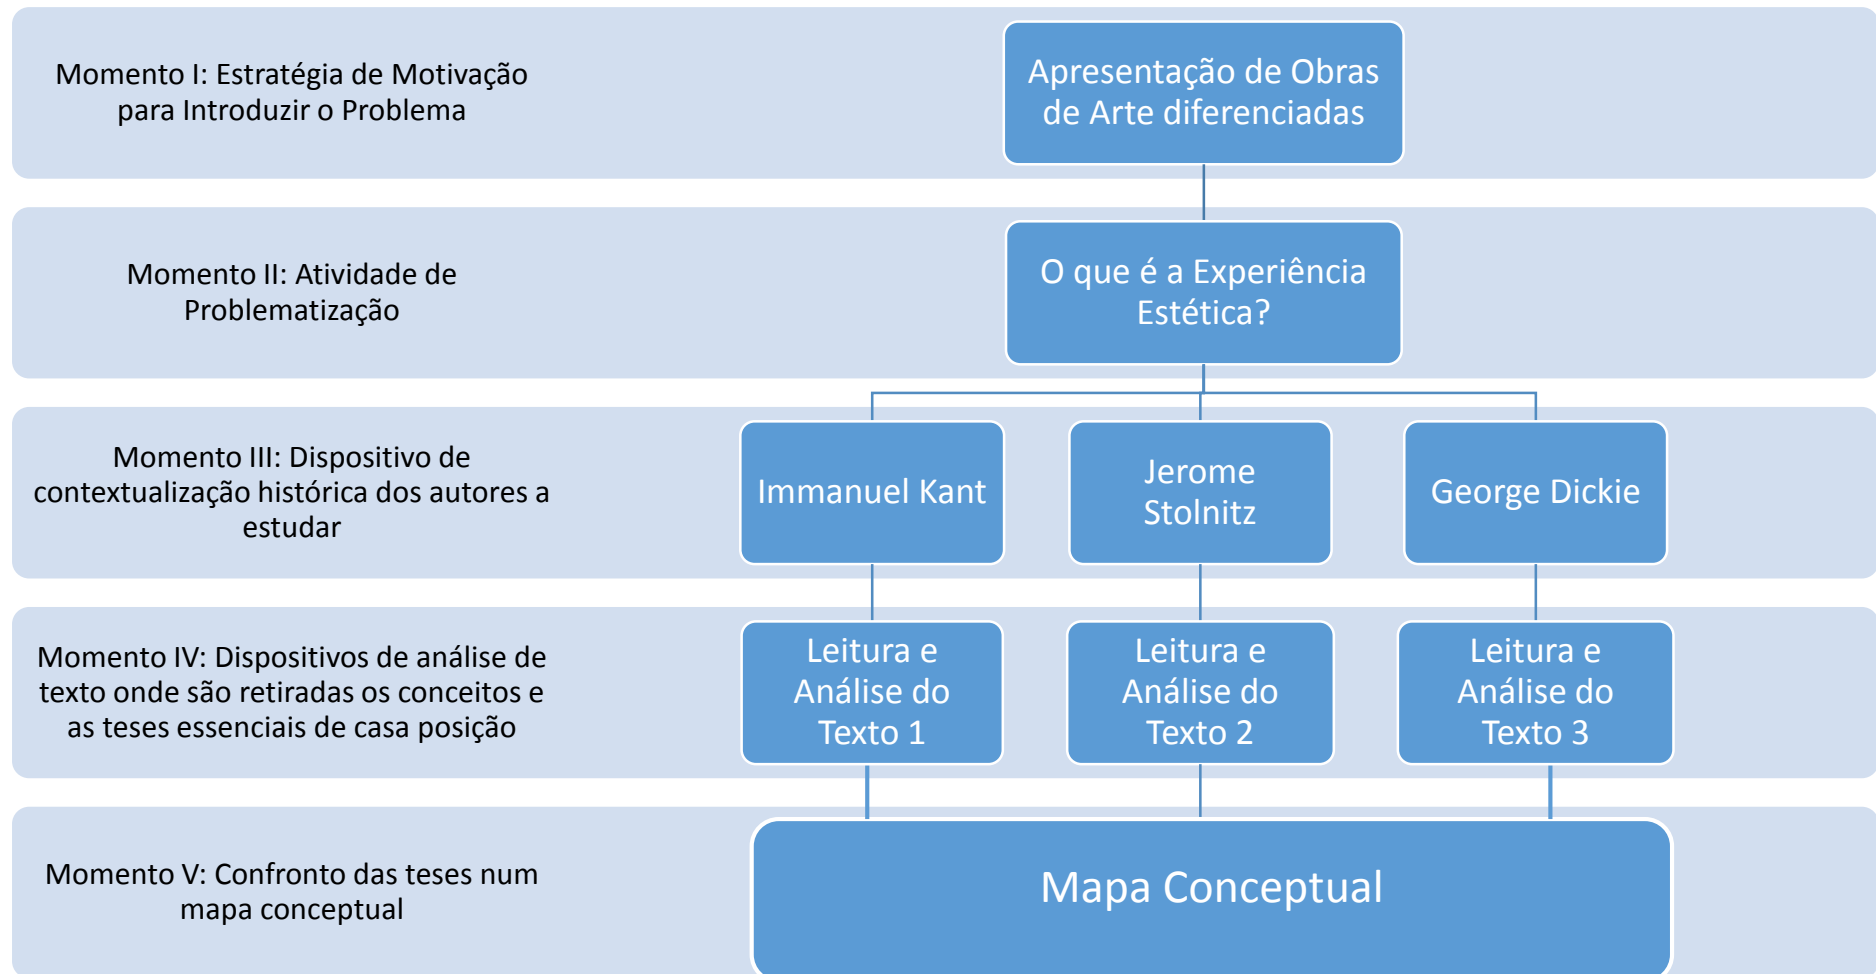 Momento I: Estratégia de Motivação
para Introduzir o Problema
Apresentação de Obras
de Arte diferenciadas
Momento II: Atividade de
Problematização
O que é a Experiência
Estética?
Momento III: Dispositivo de
contextualização histórica dos autores a
estudar
Immanuel Kant
Jerome
Stolnitz
George Dickie
Momento IV: Dispositivos de análise de
texto onde são retiradas os conceitos e
as teses essenciais de casa posição
Leitura e
Análise do
Texto 1
Leitura e
Análise do
Texto 2
Leitura e
Análise do
Texto 3
Momento V: Confronto das teses num
mapa conceptual
Mapa Conceptual